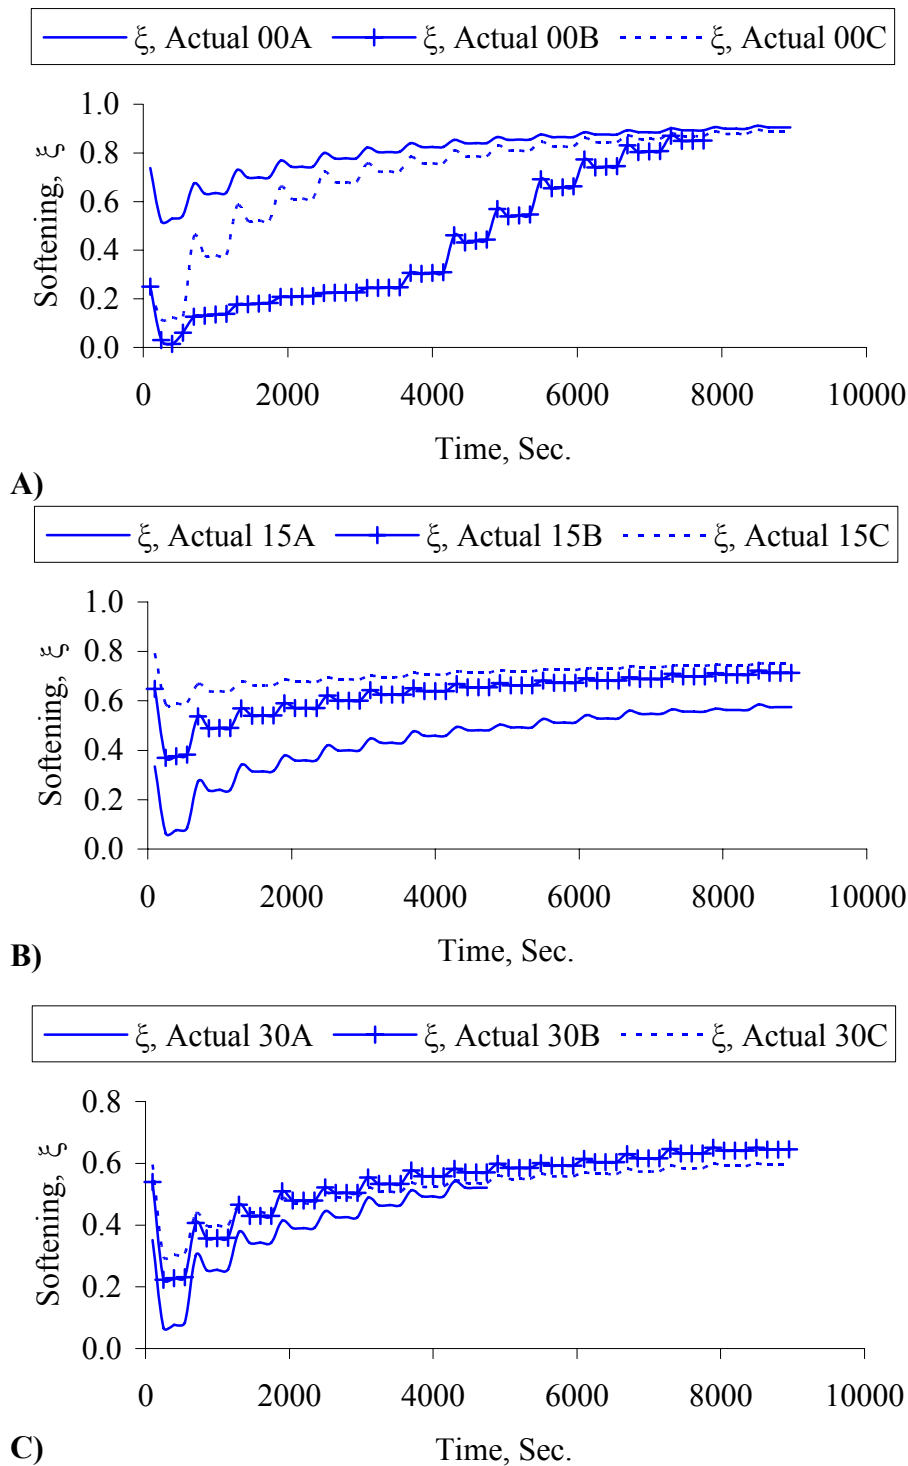 ξ, Actual 00A ξ, Actual 00B ξ, Actual 00C
1.0
0.8
0.6
0.4
0.2
0.0
Softening, ξ
0 2000 4000 6000 8000 10000
Time, Sec.
A)
ξ, Actual 15A ξ, Actual 15B ξ, Actual 15C
1.0
0.8
0.6
0.4
0.2
0.0
Softening, ξ
0 2000 4000 6000 8000 10000
Time, Sec.
B)
ξ, Actual 30A ξ, Actual 30B ξ, Actual 30C
0.8
0.6
0.4
0.2
0.0
Softening, ξ
0 2000 4000 6000 8000 10000
Time, Sec.
C)